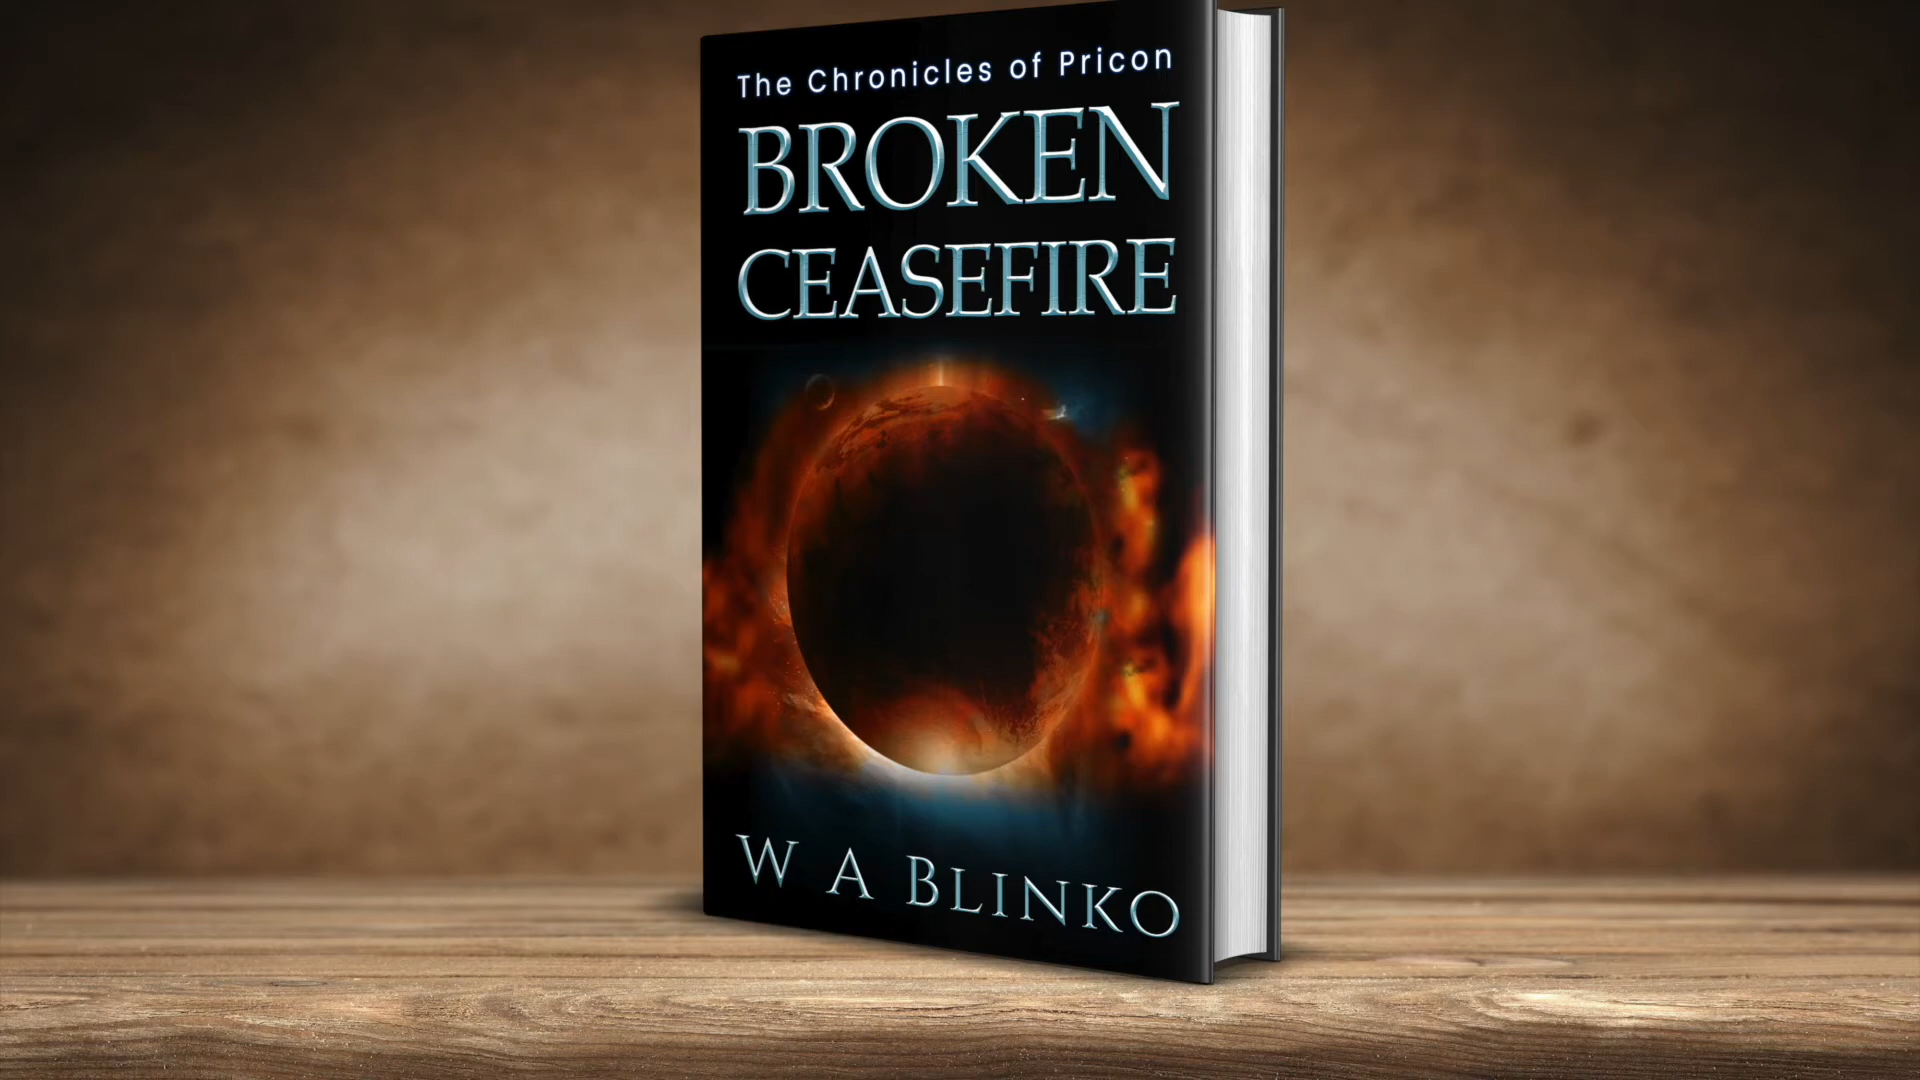 The Chronicles of Pricon
BROKEN
CEASEFIRE
W A BLINKO